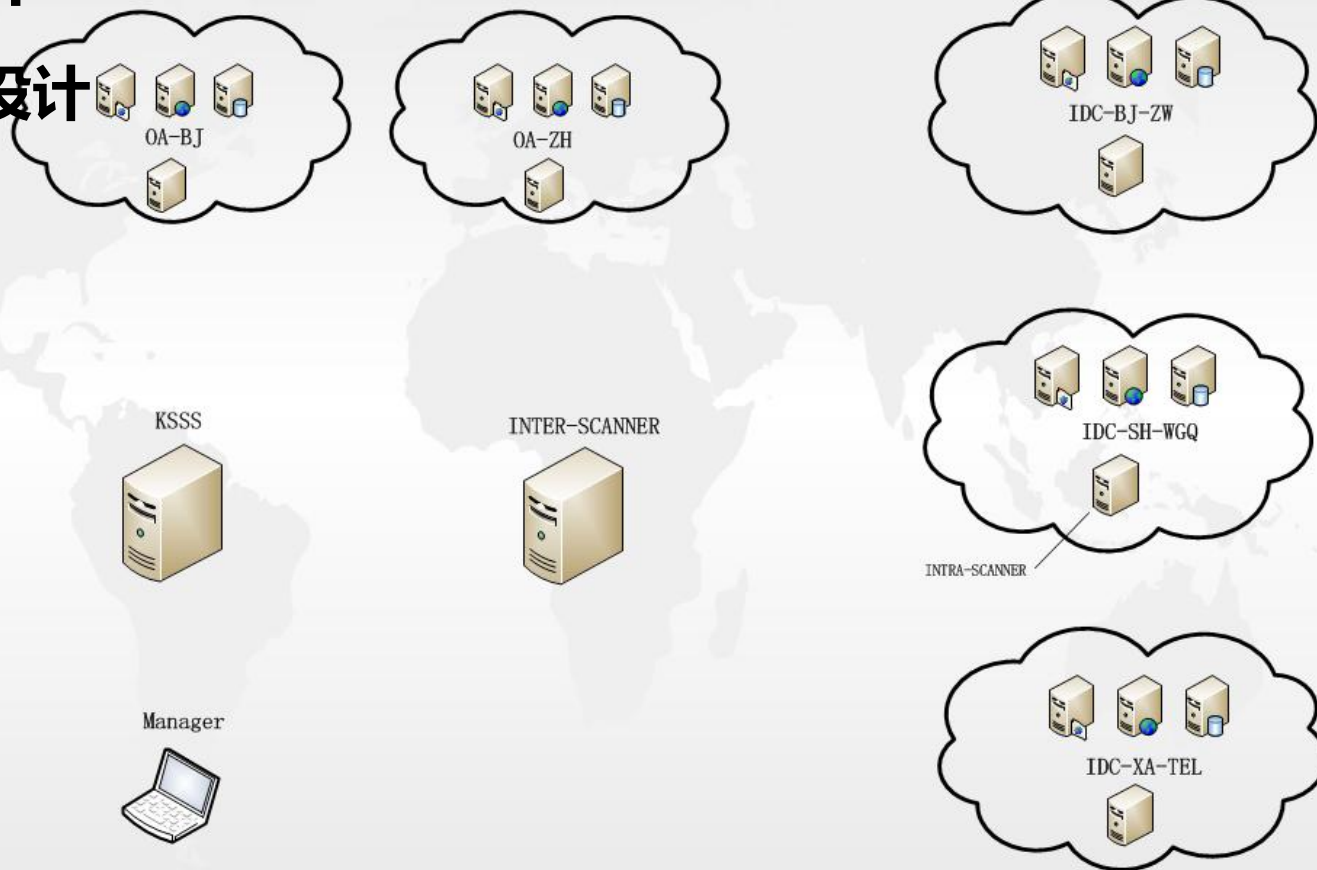 设计
OA-BJ
OA-ZH
IDC-BJ-ZW
KSSS
INTER-SCANNER
IDC-SH-WGQ
INTRA-SCANNER
Manager
IDC-XA-TEL